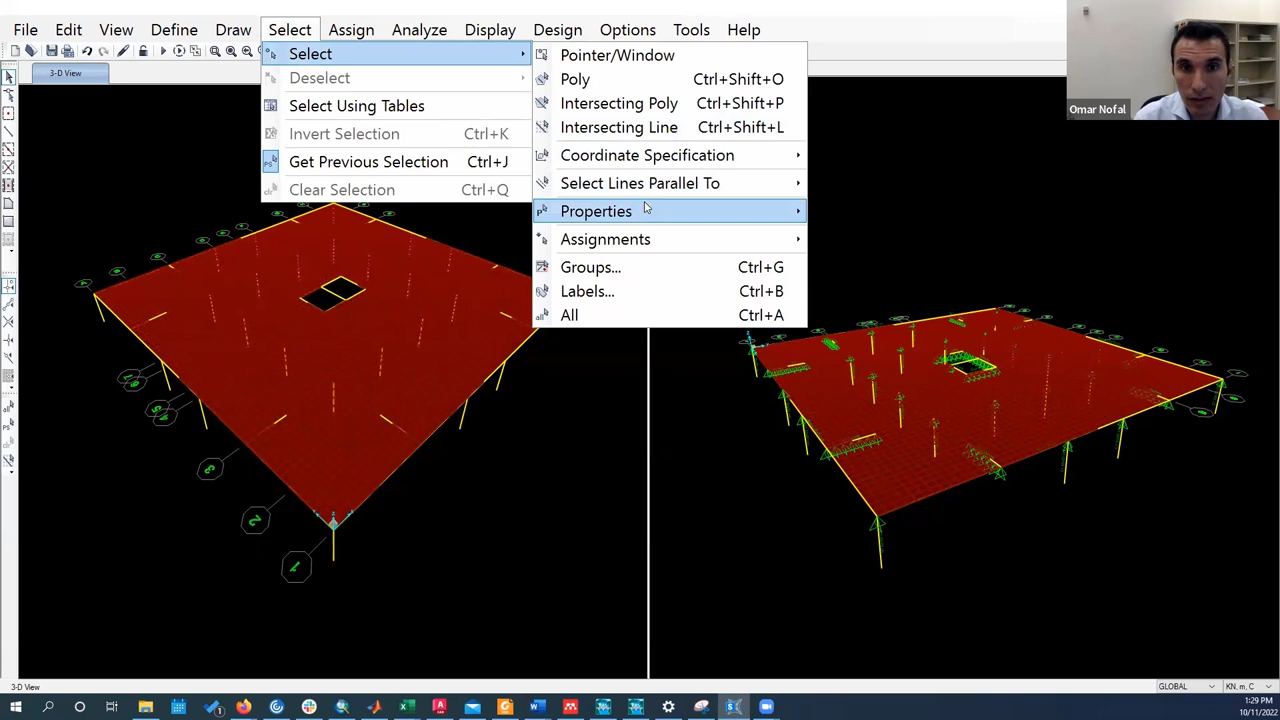 File Edit View Define Draw Select Assign Analyze Display Design Options Tools Help
3-D View
Select
Deselect
Select Using Tables
Invert Selection Ctrl+K
Get Previous Selection Ctrl+J
Clear Selection Ctrl+Q
Pointer/Window
Poly Ctrl+Shift+O
Intersecting Poly Ctrl+Shift+P
Intersecting Line Ctrl+Shift+L
Coordinate Specification
Select Lines Parallel To
Properties
Assignments
Groups... Ctrl+G
Labels... Ctrl+B
All Ctrl+A
Omar Nofal
3
2
1
3-D View
GLOBAL
KN, m, C
1:29 PM
10/11/2022